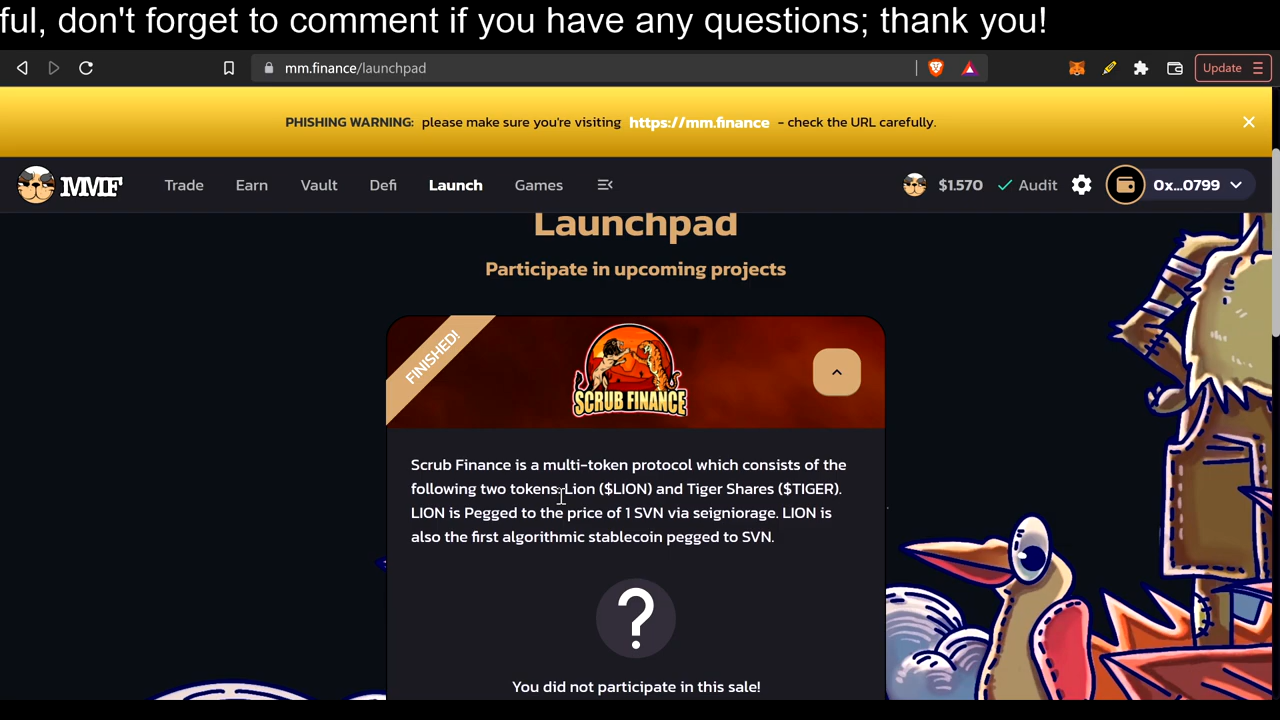 ful, don't forget to comment if you have any questions; thank you!
mm.finance/launchpad
Update
PHISHING WARNING: please make sure you're visiting https://mm.finance - check the URL carefully.
MMF
Trade
Earn
Vault
Defi
Launch
Games
$1.570
Audit
0x...0799
Launchpad
Participate in upcoming projects
FINISHED!
SCRUB FINANCE
Scrub Finance is a multi-token protocol which consists of the
following two tokens: Lion ($LION) and Tiger Shares ($TIGER).
LION is Pegged to the price of 1 SVN via seigniorage. LION is
also the first algorithmic stablecoin pegged to SVN.
?
You did not participate in this sale!